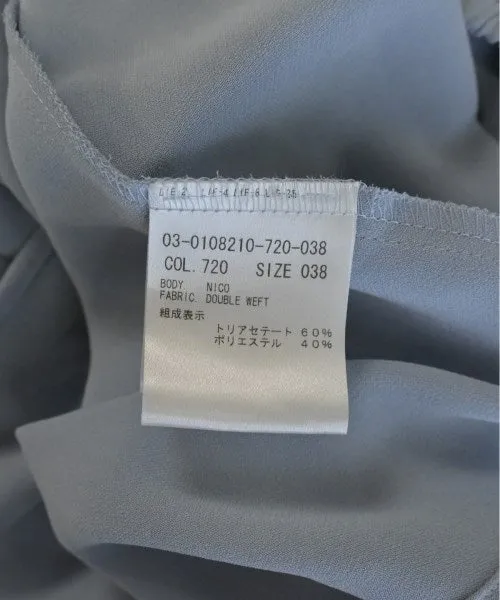 03-0108210-720-038
COL. 720 SIZE 038
BODY NICO
FABRIC. DOUBLE WEFT
組成表示
トリアセテート 60%
ポリエステル 40%